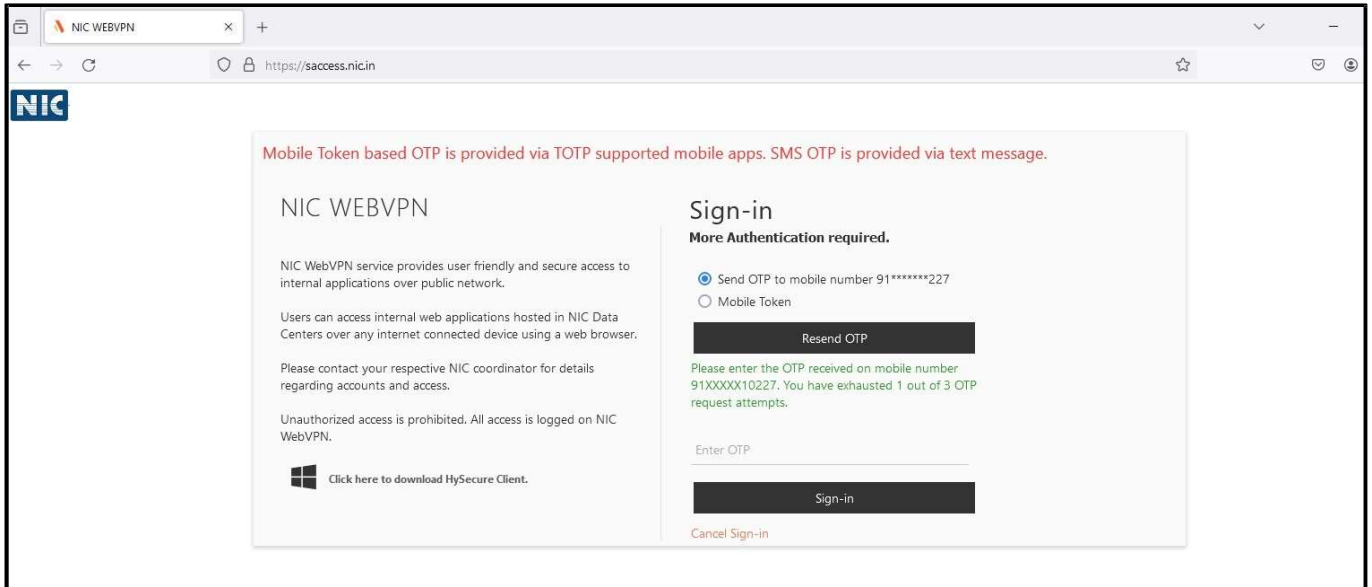 NIC WEBVPN
https://saccess.nic.in
NIC
Mobile Token based OTP is provided via TOTP supported mobile apps. SMS OTP is provided via text message.
NIC WEBVPN
NIC WebVPN service provides user friendly and secure access to
internal applications over public network.
Users can access internal web applications hosted in NIC Data
Centers over any internet connected device using a web browser.
Please contact your respective NIC coordinator for details
regarding accounts and access.
Unauthorized access is prohibited. All access is logged on NIC
WebVPN.
Click here to download HySecure Client.
Sign-in
More Authentication required.
Send OTP to mobile number 91*******227
Mobile Token
Resend OTP
Please enter the OTP received on mobile number
91XXXXX10227. You have exhausted 1 out of 3 OTP
request attempts.
Enter OTP
Sign-in
Cancel Sign-in